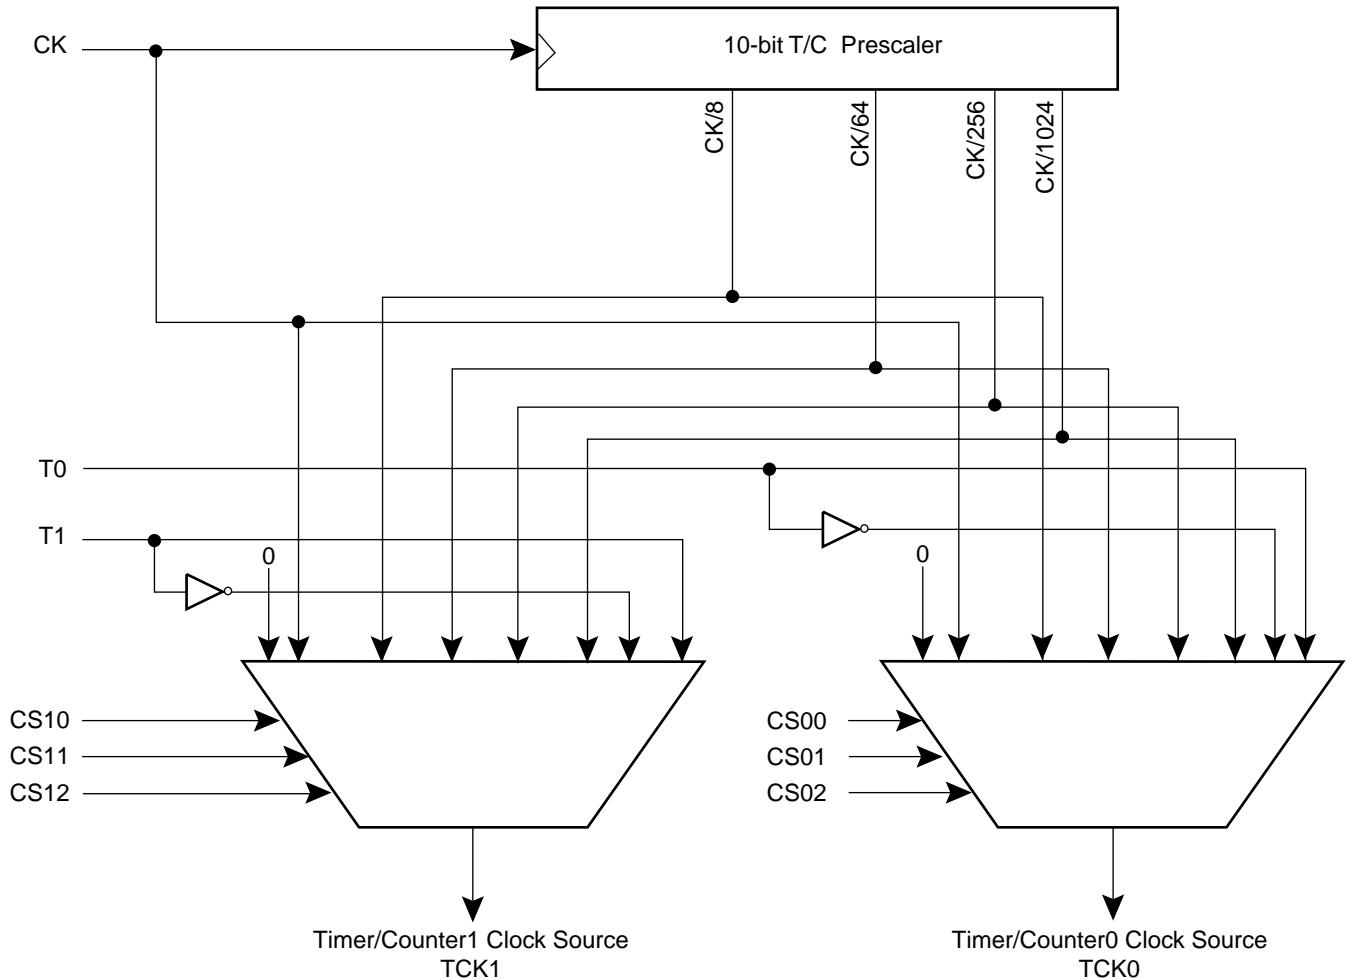 CK
10-bit T/C Prescaler
CK/8
CK/64
CK/256
CK/1024
T0
T1
0
0
CS10
CS11
CS12
CS00
CS01
CS02
Timer/Counter1 Clock Source
TCK1
Timer/Counter0 Clock Source
TCK0